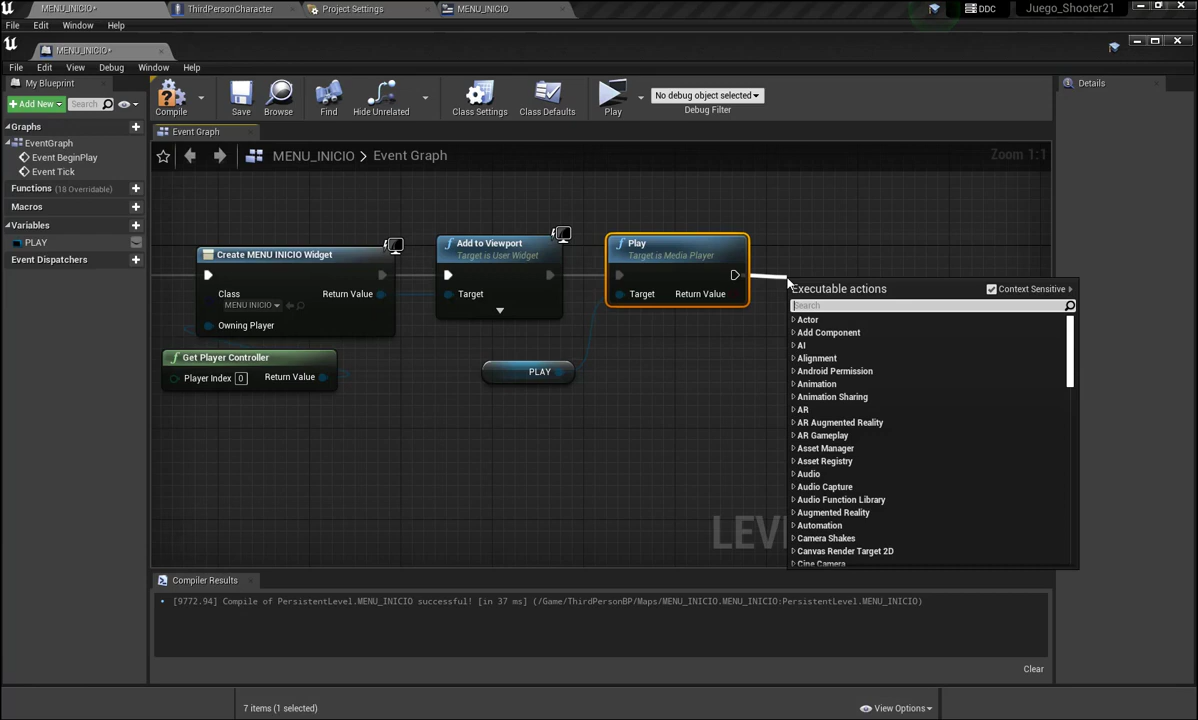 MENU_INICIO*
ThirdPersonCharacter
Project Settings
MENU_INICIO
DDC
Juego_Shooter21
File Edit Window Help
MENU_INICIO*
File Edit View Debug Window Help
My Blueprint
Details
+Add New
Search
Compile
Save
Browse
Find
Hide Unrelated
Class Settings
Class Defaults
Play
No debug object selected
Debug Filter
Graphs
EventGraph
Event BeginPlay
Event Tick
Functions (18 Overridable)
Macros
Variables
PLAY
Event Dispatchers
Event Graph
MENU_INICIO > Event Graph
Zoom 1:1
Create MENU INICIO Widget
Class
MENU INICIO
Return Value
Owning Player
Add to Viewport
Target is User Widget
Target
Play
Target is Media Player
Target
Return Value
Get Player Controller
Player Index 0
Return Value
PLAY
Executable actions
Context Sensitive
Search
Actor
Add Component
AI
Alignment
Android Permission
Animation
Animation Sharing
AR
AR Augmented Reality
AR Gameplay
Asset Manager
Asset Registry
Audio
Audio Capture
Audio Function Library
Augmented Reality
Automation
Camera Shakes
Canvas Render Target 2D
Cine Camera
LEV
Compiler Results
[9772.94] Compile of PersistentLevel.MENU_INICIO successful! [in 37 ms] (/Game/ThirdPersonBP/Maps/MENU_INICIO.MENU_INICIO:PersistentLevel.MENU_INICIO)
Clear
7 items (1 selected)
View Options